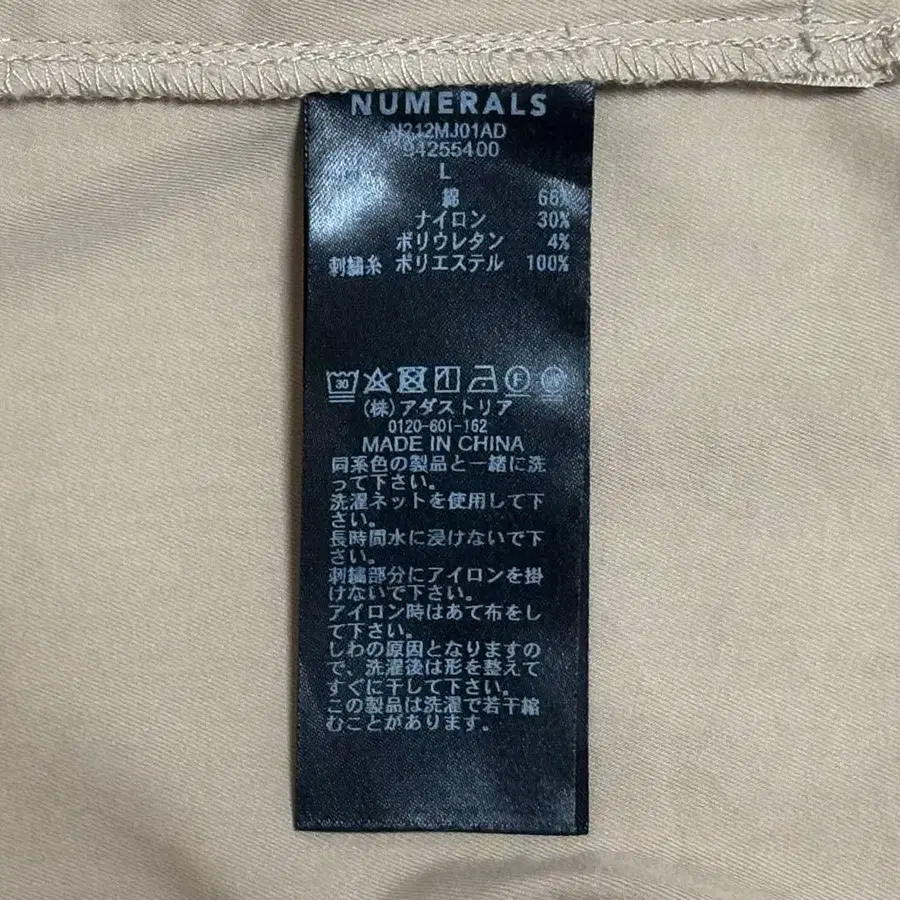 NUMERALS
N212MJ01AD
94255400
L
綿 66%
ナイロン 30%
ポリウレタン 4%
刺繍糸 ポリエステル 100%
30 F
(株)アダストリア
0120-601-162
MADE IN CHINA
同系色の製品と一緒に洗
って下さい。
洗濯ネットを使用して下
さい。
長時間水に浸けないで下
さい。
刺繍部分にアイロンを掛
けないで下さい。
アイロン時はあて布をし
て下さい。
しわの原因となりますの
で、洗濯後は形を整えて
すぐに干して下さい。
この製品は洗濯で若干縮
むことがあります。